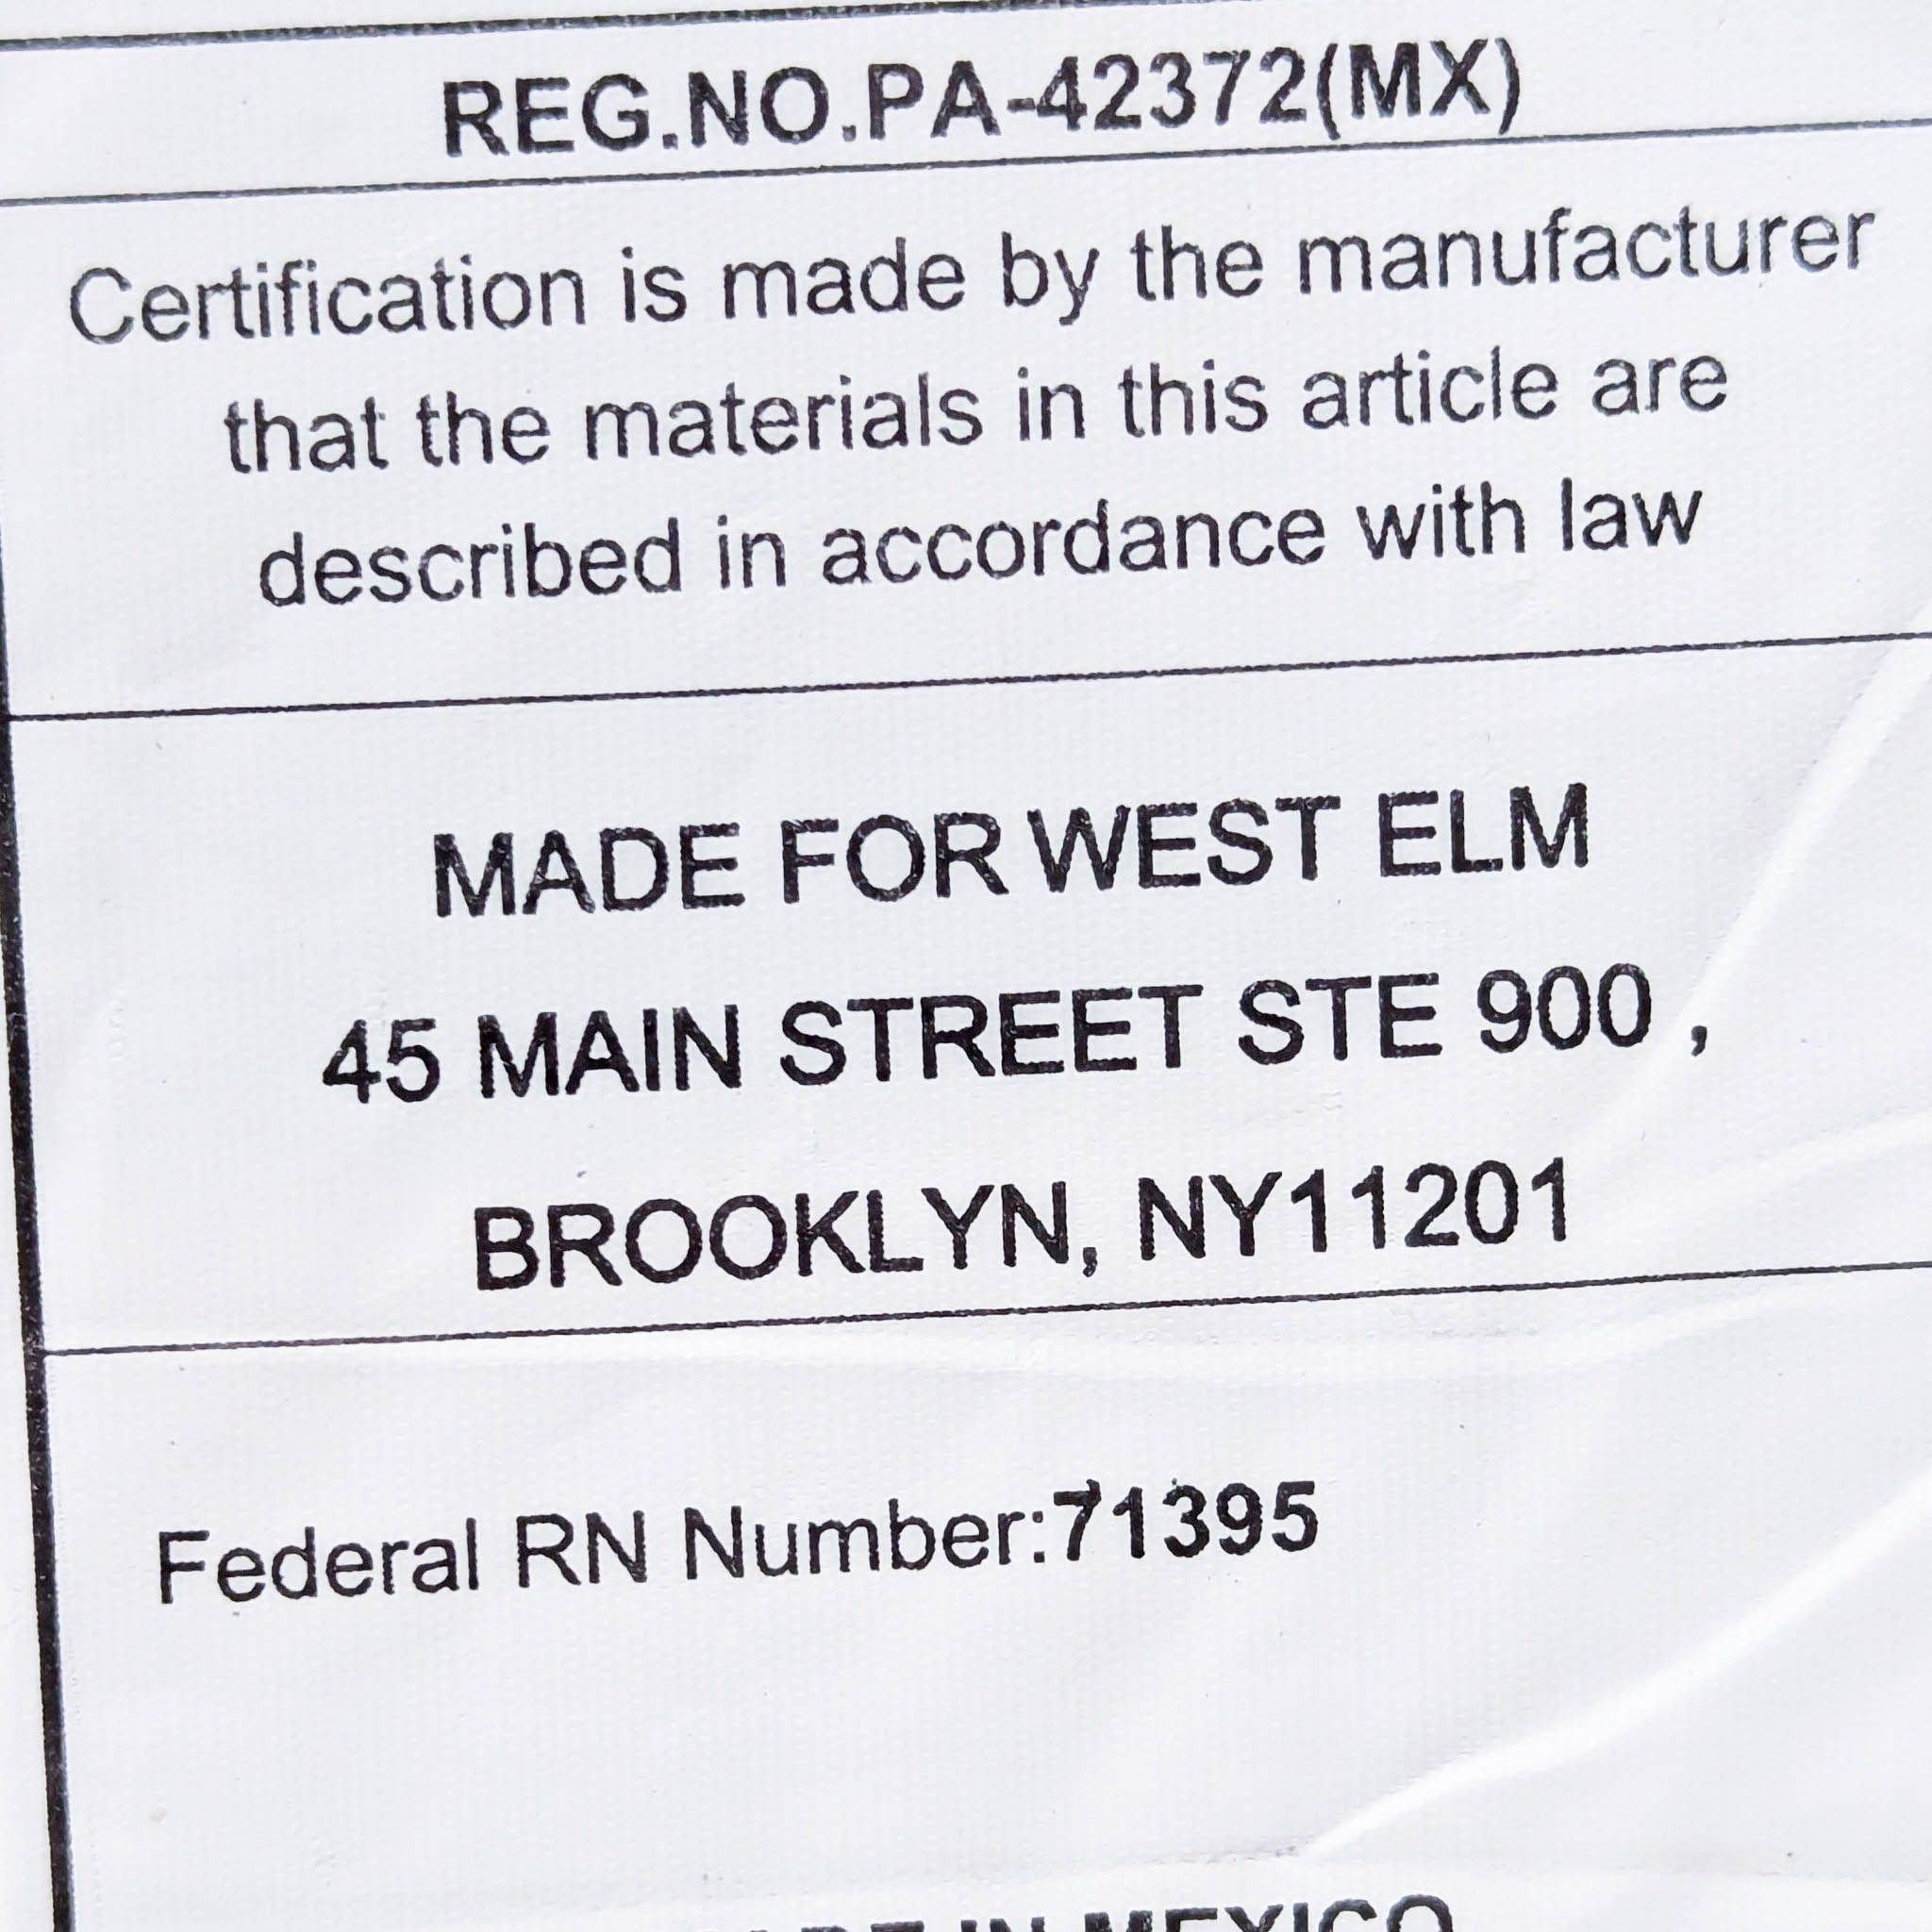 REG.NO.PA-42372(MX)
Certification is made by the manufacturer
that the materials in this article are
described in accordance with law
MADE FOR WEST ELM
45 MAIN STREET STE 900 ,
BROOKLYN, NY11201
Federal RN Number:71395
IN MEXICO